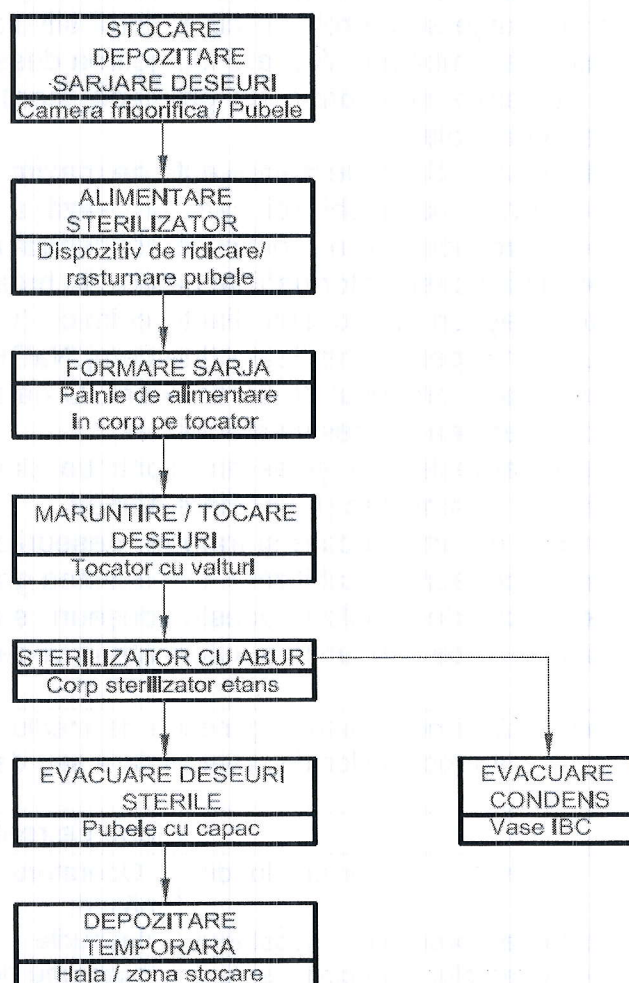 STOCARE
DEPOZITARE
SARJARE DESEURI
Camera frigorifica / Pubele
ALIMENTARE
STERILIZATOR
Dispozitiv de ridicare/
rasturnare pubele
FORMARE SARJA
Palnie de alimentare
in corp pe tocator
MARUNTIRE / TOCARE
DESEURI
Tocator cu valturi
STERILIZATOR CU ABUR
Corp sterilizator etans
EVACUARE DESEURI
STERILE
Pubele cu capac
EVACUARE
CONDENS
Vase IBC
DEPOZITARE
TEMPORARA
Hala / zona stocare